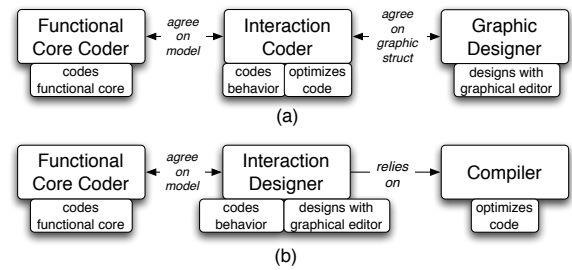 Functional
Core Coder
agree
on
model
Interaction
Coder
agree
on
graphic
struct
Graphic
Designer
codes
functional core
codes
behavior
optimizes
code
designs with
graphical editor
(a)
Functional
Core Coder
agree
on
model
Interaction
Designer
relies
on
Compiler
codes
functional core
codes
behavior
designs with
graphical editor
optimizes
code
(b)